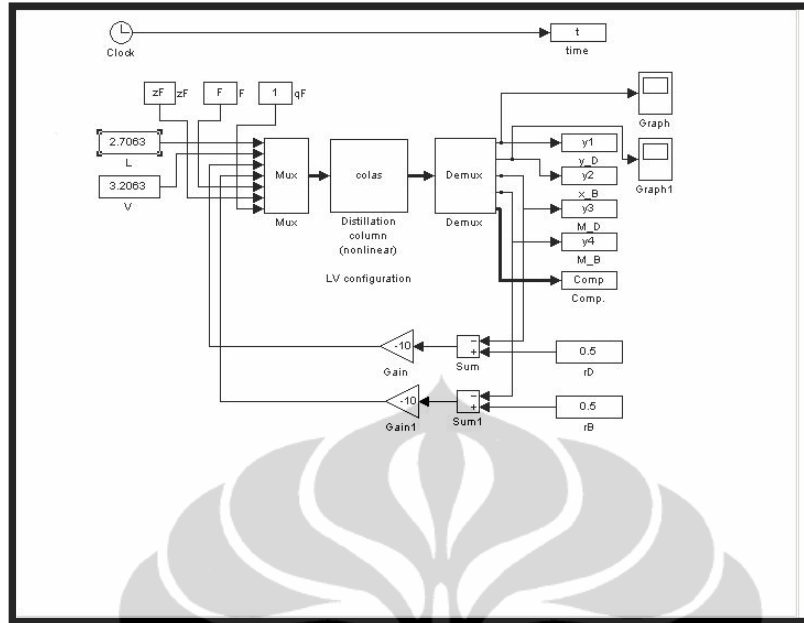 t
Clock
time
zF zF F F 1 qF
Graph
2.7063
L
y1
y_D
Mux
colas
Demux
y2
x_B
Graph1
3.2063
V
y3
M_D
Mux
Distillation
column
(nonlinear)
Demux
y4
M_B
LV configuration
Comp
Comp.
-10
Gain
−
+
Sum
0.5
rD
-10
Gain1
−
+
Sum1
0.5
rB